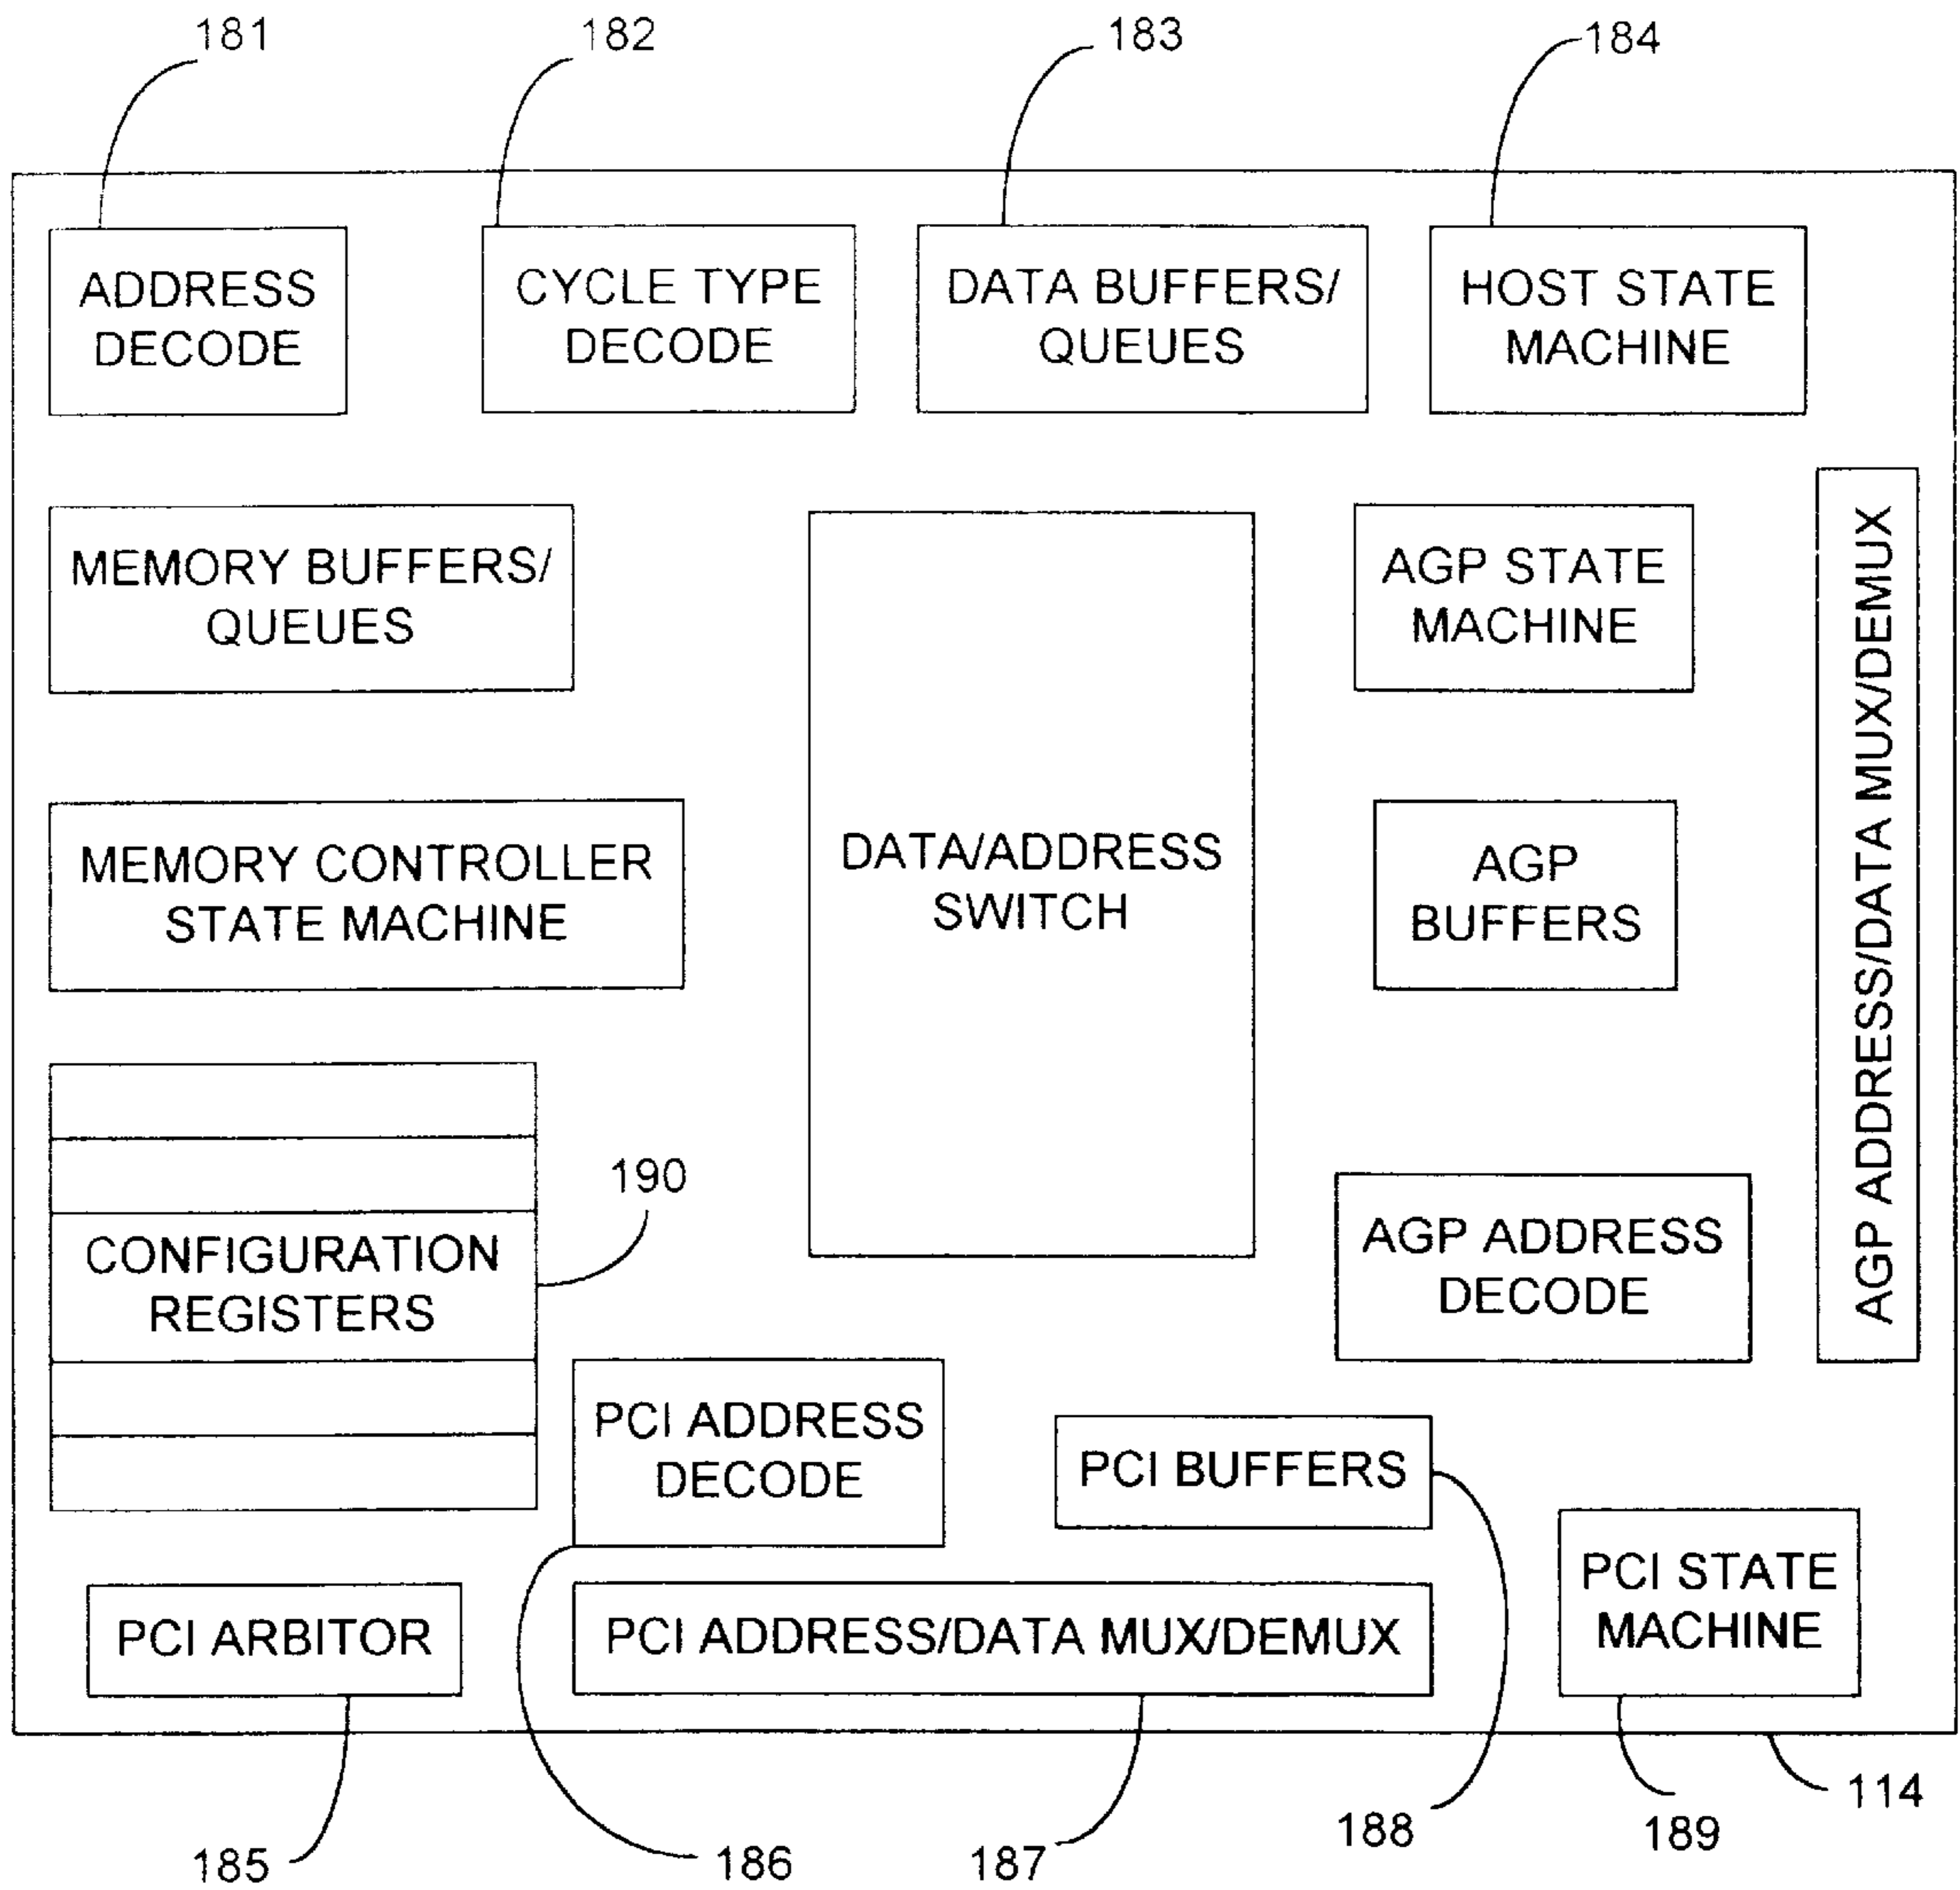 181
182
183
184
ADDRESS
DECODE
CYCLE TYPE
DECODE
DATA BUFFERS/
QUEUES
HOST STATE
MACHINE
MEMORY BUFFERS/
QUEUES
AGP STATE
MACHINE
AGP ADDRESS/DATA MUX/DEMUX
MEMORY CONTROLLER
STATE MACHINE
DATA/ADDRESS
SWITCH
AGP
BUFFERS
190
CONFIGURATION
REGISTERS
AGP ADDRESS
DECODE
PCI ADDRESS
DECODE
PCI BUFFERS
PCI STATE
MACHINE
PCI ARBITOR
PCI ADDRESS/DATA MUX/DEMUX
114
188
189
185
186
187